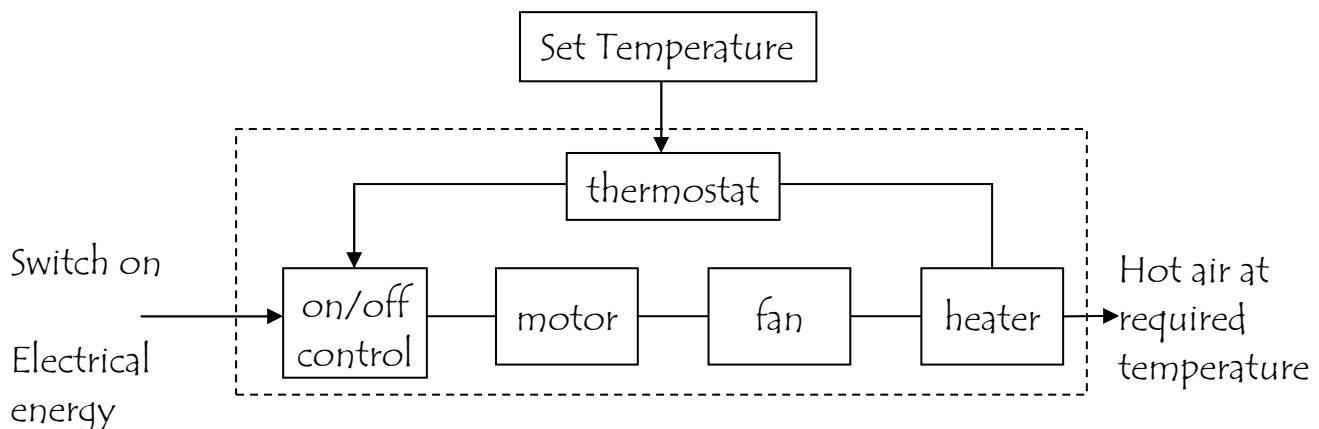 Set Temperature
thermostat
Switch on
Electrical
energy
on/off
control
motor
fan
heater
Hot air at
required
temperature